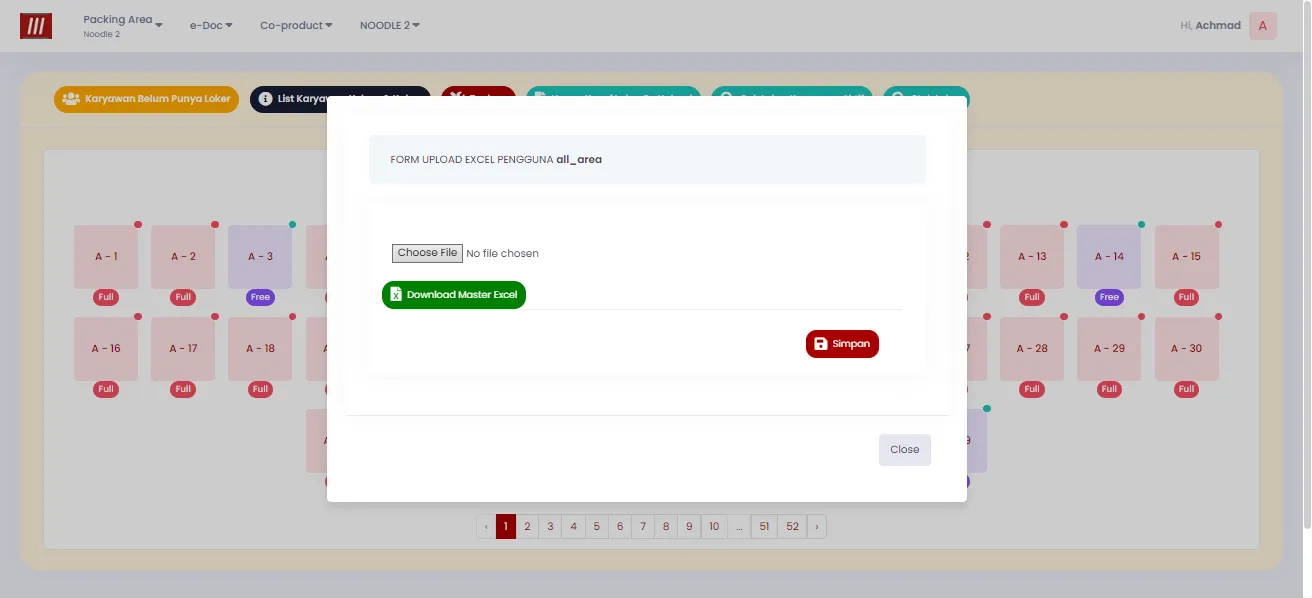 Packing Area
Noodle 2
e-Doc
Co-product
NOODLE 2
Hi, Achmad
A
Karyawan Belum Punya Loker
List Karyawan
FORM UPLOAD EXCEL PENGGUNA all_area
Choose File No file chosen
Download Master Excel
Simpan
Close
A - 1
A - 2
A - 3
A - 13
A - 14
A - 15
Full
Full
Free
Full
Free
Full
A - 16
A - 17
A - 18
A - 28
A - 29
A - 30
Full
Full
Full
Full
Full
Full
‹ 1 2 3 4 5 6 7 8 9 10 ... 51 52 ›